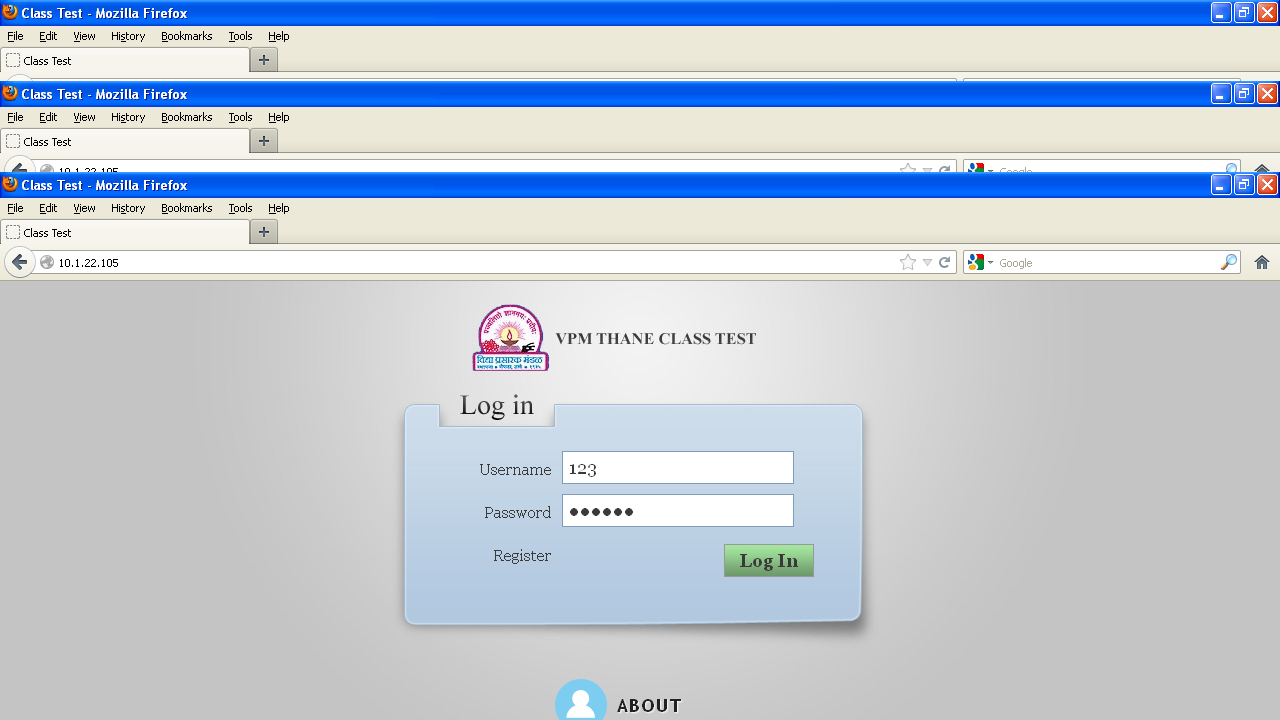 Class Test - Mozilla Firefox
File Edit View History Bookmarks Tools Help
Class Test
Class Test - Mozilla Firefox
File Edit View History Bookmarks Tools Help
Class Test
10.1.22.105
Google
Class Test - Mozilla Firefox
File Edit View History Bookmarks Tools Help
Class Test
10.1.22.105
Google
VPM THANE CLASS TEST
विद्या प्रसारक मंडळ
Log in
Username 123
Password ●●●●●●
Register
Log In
ABOUT